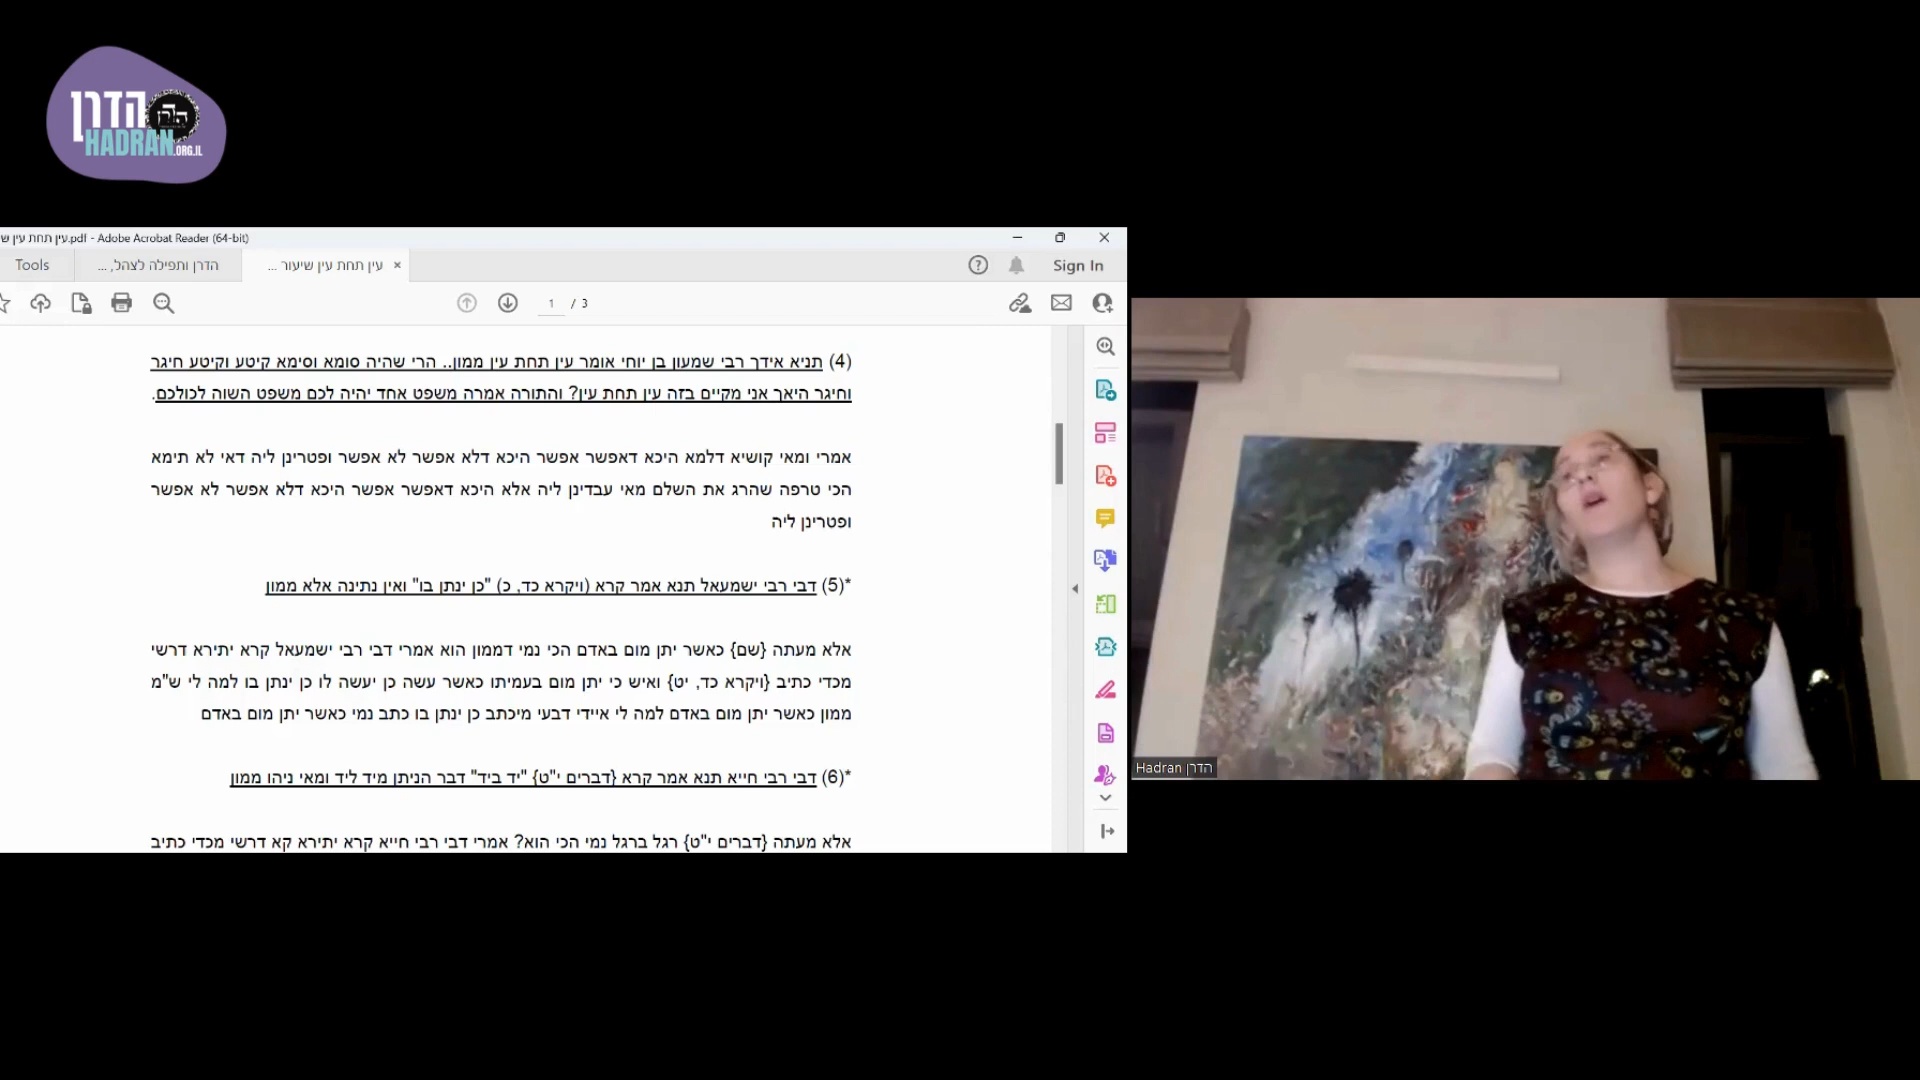 הדרן
הדרן
HADRAN.ORG.IL
עין תחת עין ש.pdf - Adobe Acrobat Reader (64-bit)
Tools
הדרן ותפילה לצהל, ...
עין תחת עין שיעור ...
Sign In
1 / 3
(4) תניא אידך רבי שמעון בן יוחי אומר עין תחת עין ממון.. הרי שהיה סומא וסימא קיטע וקיטע חיגר
וחיגר היאך אני מקיים בזה עין תחת עין? והתורה אמרה משפט אחד יהיה לכם משפט השוה לכולכם.
אמרי ומאי קושיא דלמא היכא דאפשר אפשר היכא דלא אפשר לא אפשר ופטרינן ליה דאי לא תימא
הכי טרפה שהרג את השלם מאי עבדינן ליה אלא היכא דאפשר אפשר היכא דלא אפשר לא אפשר
ופטרינן ליה
*(5) דבי רבי ישמעאל תנא אמר קרא (ויקרא כד, כ) "כן ינתן בו" ואין נתינה אלא ממון
אלא מעתה {שם} כאשר יתן מום באדם הכי נמי דממון הוא אמרי דבי רבי ישמעאל קרא יתירא דרשי
מכדי כתיב {ויקרא כד, יט} ואיש כי יתן מום בעמיתו כאשר עשה כן יעשה לו כן ינתן בו למה לי ש"מ
ממון כאשר יתן מום באדם למה לי איידי דבעי מיכתב כן ינתן בו כתב נמי כאשר יתן מום באדם
*(6) דבי רבי חייא תנא אמר קרא {דברים י"ט} "יד ביד" דבר הניתן מיד ליד ומאי ניהו ממון
אלא מעתה {דברים י"ט} רגל ברגל נמי הכי הוא? אמרי דבי רבי חייא קרא יתירא קא דרשי מכדי כתיב
Hadran הדרן